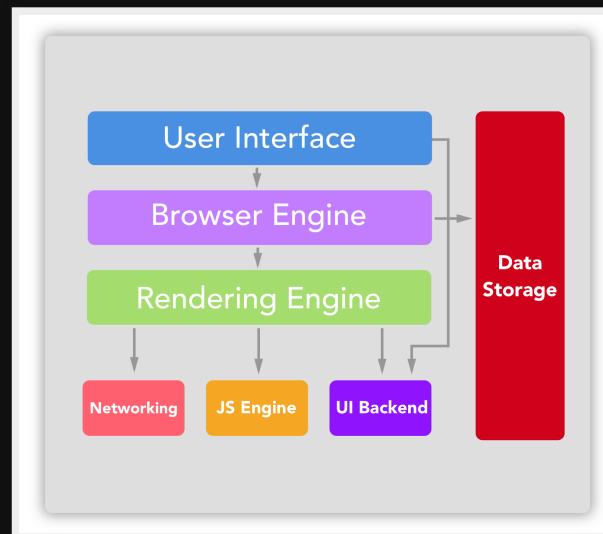 User Interface
Browser Engine
Rendering Engine
Data
Storage
Networking
JS Engine
UI Backend